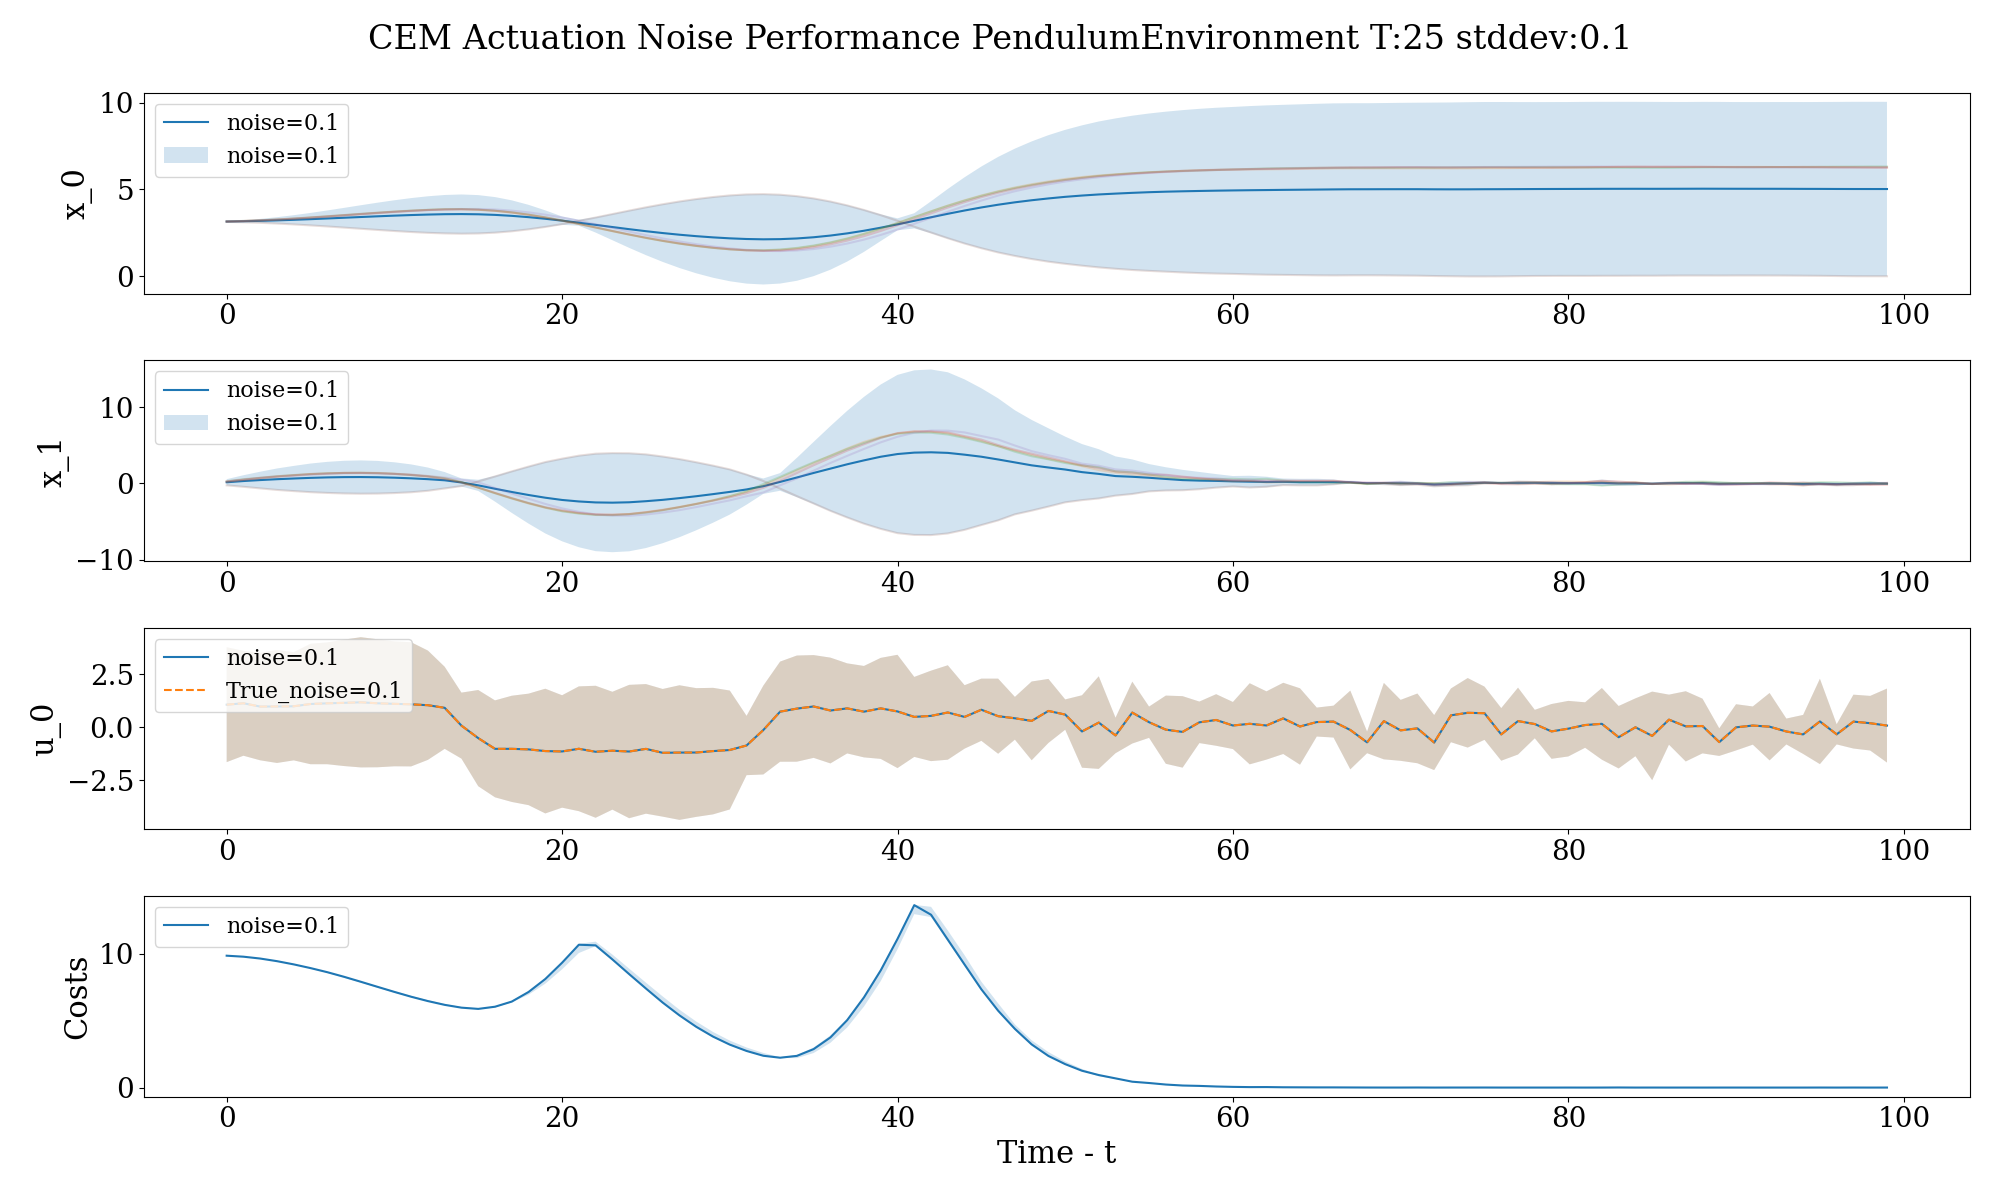 CEM Actuation Noise Performance PendulumEnvironment T:25 stddev:0.1
x_0
10
5
0
noise=0.1
noise=0.1
0 20 40 60 80 100
x_1
10
0
−10
noise=0.1
noise=0.1
0 20 40 60 80 100
u_0
2.5
0.0
−2.5
noise=0.1
True_noise=0.1
0 20 40 60 80 100
Costs
10
0
noise=0.1
0 20 40 60 80 100
Time - t